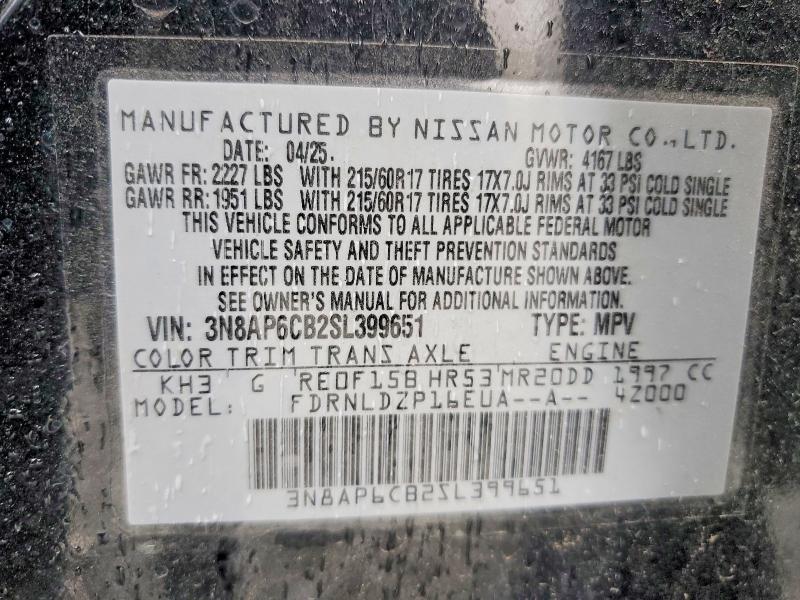 MANUFACTURED BY NISSAN MOTOR CO.,LTD.
DATE: 04/25. GVWR: 4167 LBS
GAWR FR: 2227 LBS WITH 215/60R17 TIRES 17X7.0J RIMS AT 33 PSI COLD SINGLE
GAWR RR: 1951 LBS WITH 215/60R17 TIRES 17X7.0J RIMS AT 33 PSI COLD SINGLE
THIS VEHICLE CONFORMS TO ALL APPLICABLE FEDERAL MOTOR
VEHICLE SAFETY AND THEFT PREVENTION STANDARDS
IN EFFECT ON THE DATE OF MANUFACTURE SHOWN ABOVE.
SEE OWNER'S MANUAL FOR ADDITIONAL INFORMATION.
VIN: 3N8AP6CB2SL399651 TYPE: MPV
COLOR TRIM TRANS AXLE ENGINE
KH3 G RE0F15B HR53 MR20DD 1997 CC
MODEL: FDRNLDZP16EUA--A-- 4Z000
3N8AP6CB2SL399651